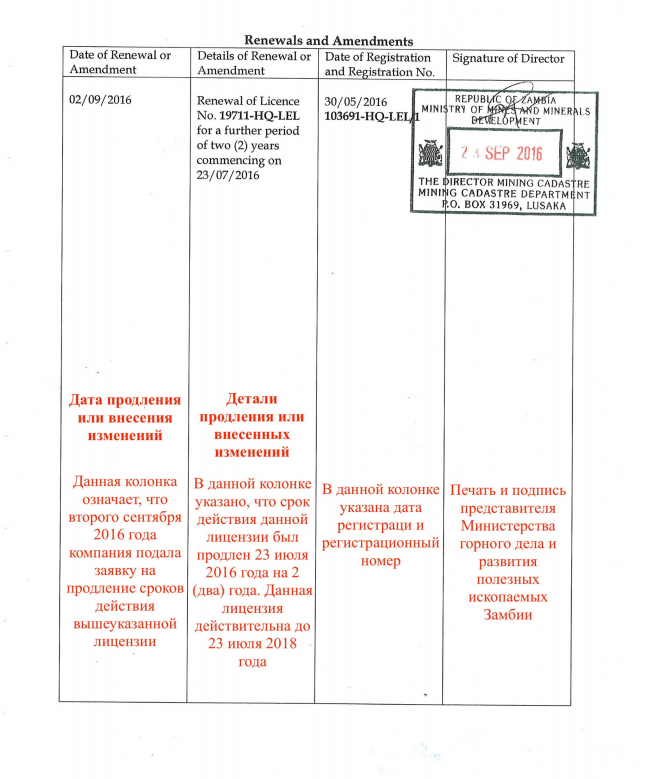 Renewals and Amendments
Date of Renewal or
Amendment
Details of Renewal or
Amendment
Date of Registration
and Registration No.
Signature of Director
02/09/2016
Renewal of Licence
No. 19711-HQ-LEL
for a further period
of two (2) years
commencing on
23/07/2016
30/05/2016
103691-HQ-LEL/1
REPUBLIC OF ZAMBIA
MINISTRY OF MINES AND MINERALS
DEVELOPMENT
SEP 2016
THE DIRECTOR MINING CADASTRE
MINING CADASTRE DEPARTMENT
P.O. BOX 31969, LUSAKA
Дата продления
или внесения
изменений
Детали
продления или
внесенных
изменений
Данная колонка
означает, что
второго сентября
2016 года
компания подала
заявку на
продление сроков
действия
вышеуказанной
лицензии
В данной колонке
указано, что срок
действия данной
лицензии был
продлен 23 июля
2016 года на 2
(два) года. Данная
лицензия
действительна до
23 июля 2018
года
В данной колонке
указана дата
регистраци и
регистрационный
номер
Печать и подпись
представителя
Министерства
горного дела и
развития
полезных
ископаемых
Замбии